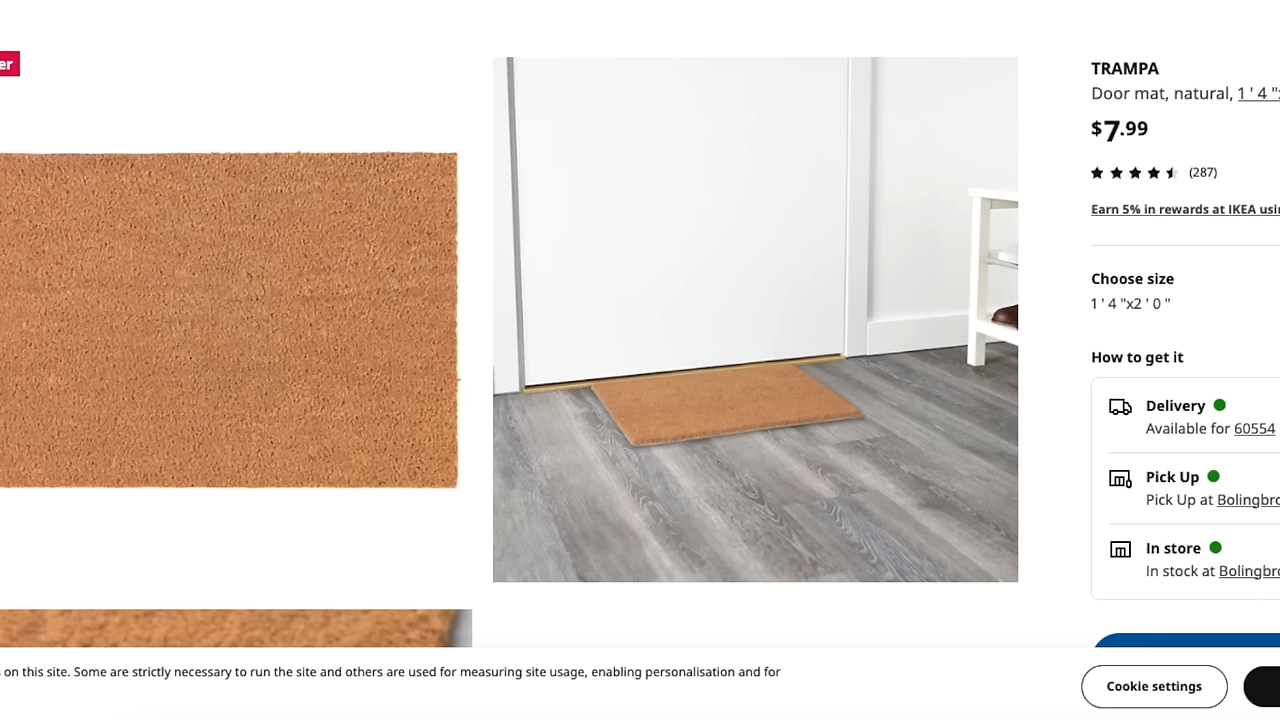 er
TRAMPA
Door mat, natural, 1 ' 4 "x
$7.99
(287)
Earn 5% in rewards at IKEA usin
Choose size
1 ' 4 "x2 ' 0 "
How to get it
Delivery
Available for 60554
Pick Up
Pick Up at Bolingbro
In store
In stock at Bolingbro
on this site. Some are strictly necessary to run the site and others are used for measuring site usage, enabling personalisation and for
Cookie settings